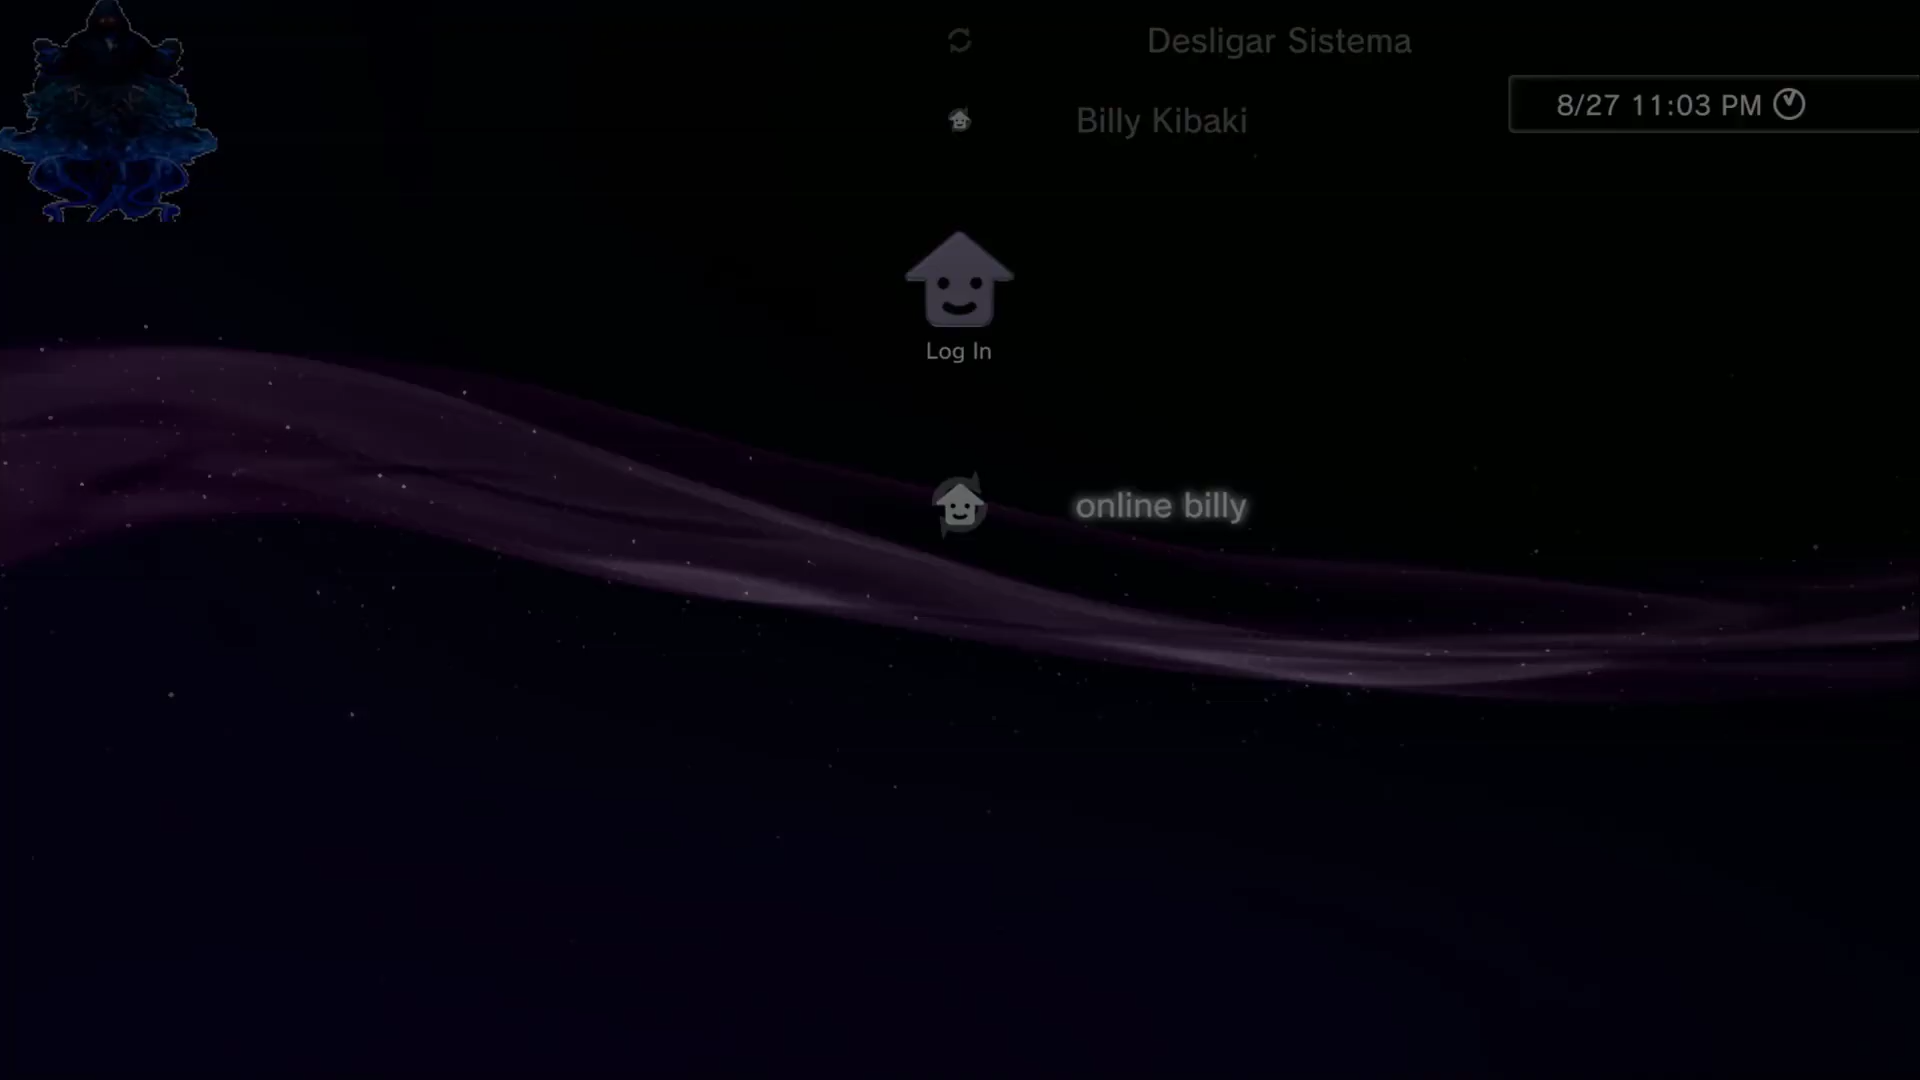 Desligar Sistema
8/27 11:03 PM
Billy Kibaki
Log In
online billy